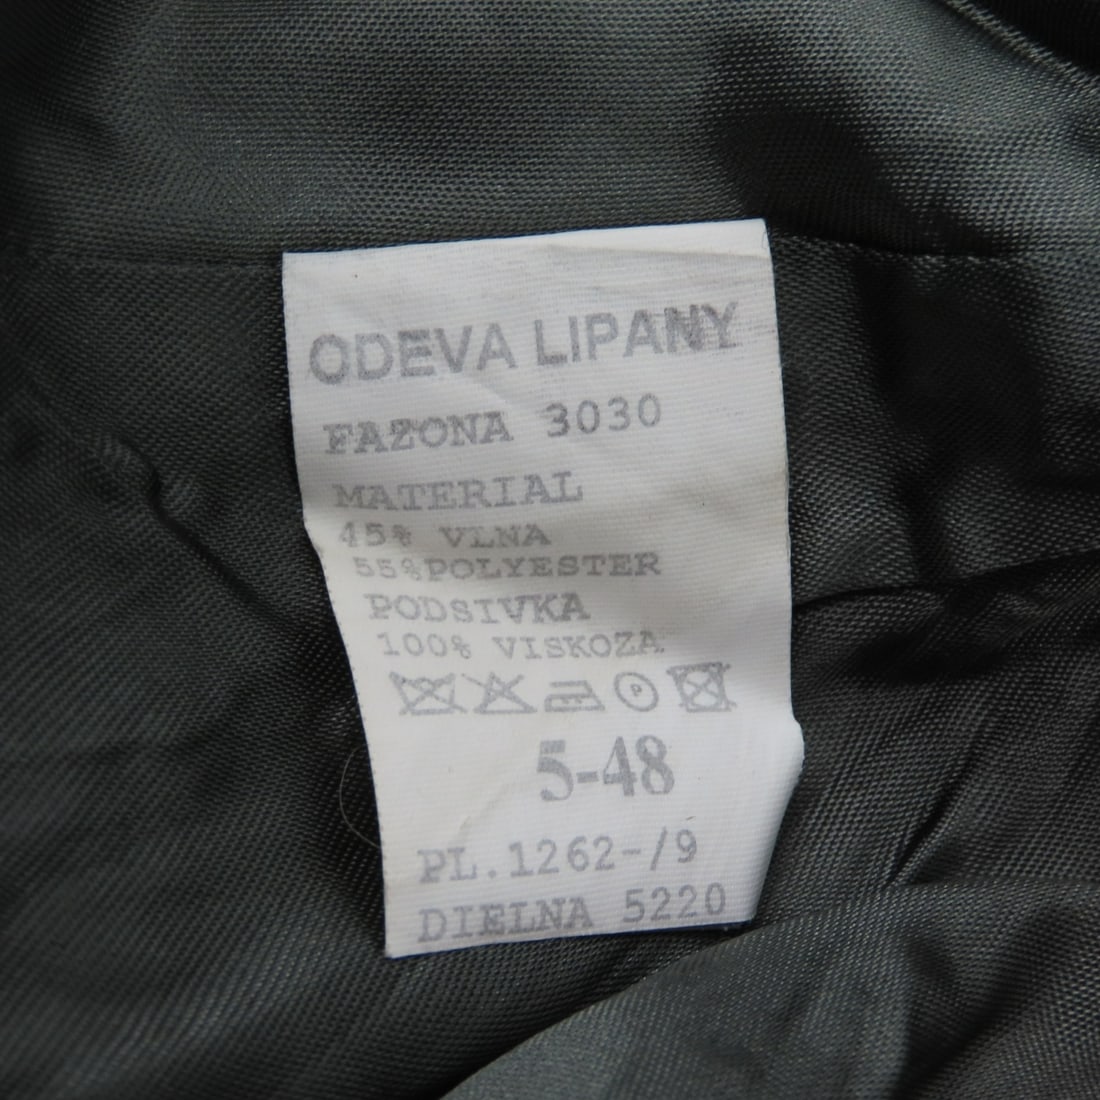 ODEVA LIPANY
FAZONA 3030
MATERIAL
45% VLNA
55%POLYESTER
PODSIVKA
100% VISKOZA
5-48
PL.1262-/9
DIELNA 5220